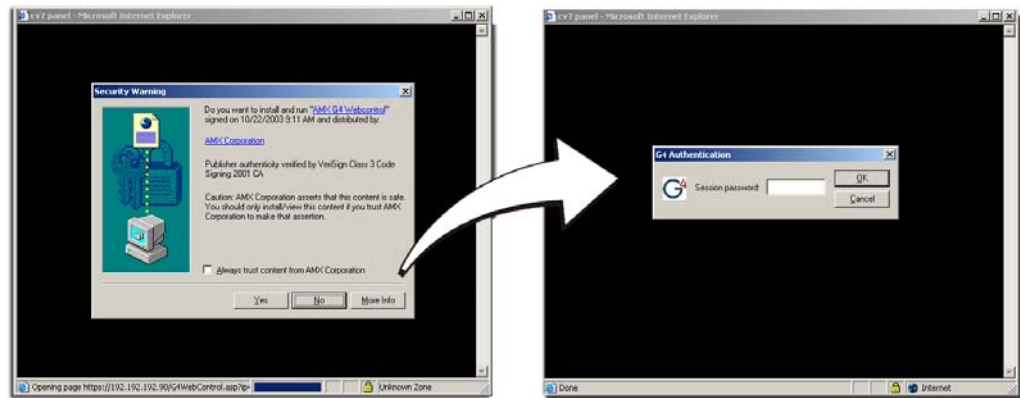 cv7 panel - Microsoft Internet Explorer
Security Warning
Do you want to install and run "AMX G4 Webcontrol"
signed on 10/22/2003 9:11 AM and distributed by:
AMX Corporation
Publisher authenticity verified by VeriSign Class 3 Code
Signing 2001 CA
Caution: AMX Corporation asserts that this content is safe.
You should only install/view this content if you trust AMX
Corporation to make that assertion.
Always trust content from AMX Corporation
Yes
No
More Info
Opening page https://192.192.192.90/G4WebControl.asp?ip=
Unknown Zone
cv7 panel - Microsoft Internet Explorer
G4 Authentication
G4
Session password:
OK
Cancel
Done
Internet